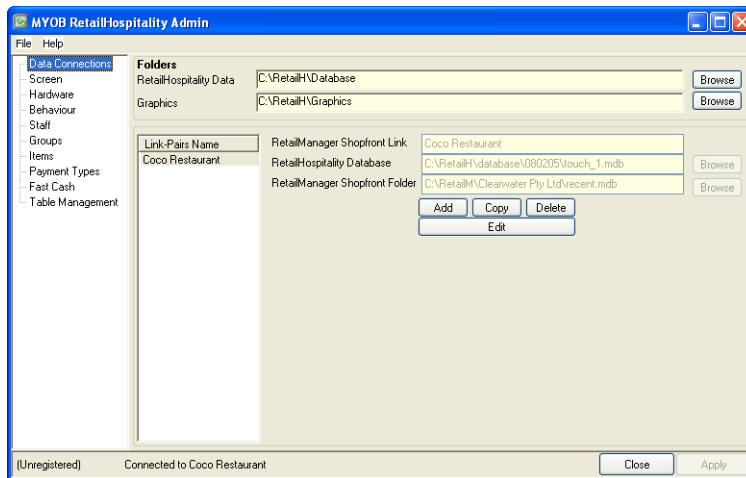 MYOB RetailHospitality Admin
File Help
Data Connections
Screen
Hardware
Behaviour
Staff
Groups
Items
Payment Types
Fast Cash
Table Management
Folders
RetailHospitality Data C:\RetailH\Database Browse
Graphics C:\RetailH\Graphics Browse
Link-Pairs Name
Coco Restaurant
RetailManager Shopfront Link Coco Restaurant
RetailHospitality Database C:\RetailH\database\080205\touch_1.mdb Browse
RetailManager Shopfront Folder C:\RetailM\Clearwater Pty Ltd\recent.mdb Browse
Add Copy Delete
Edit
(Unregistered) Connected to Coco Restaurant Close Apply